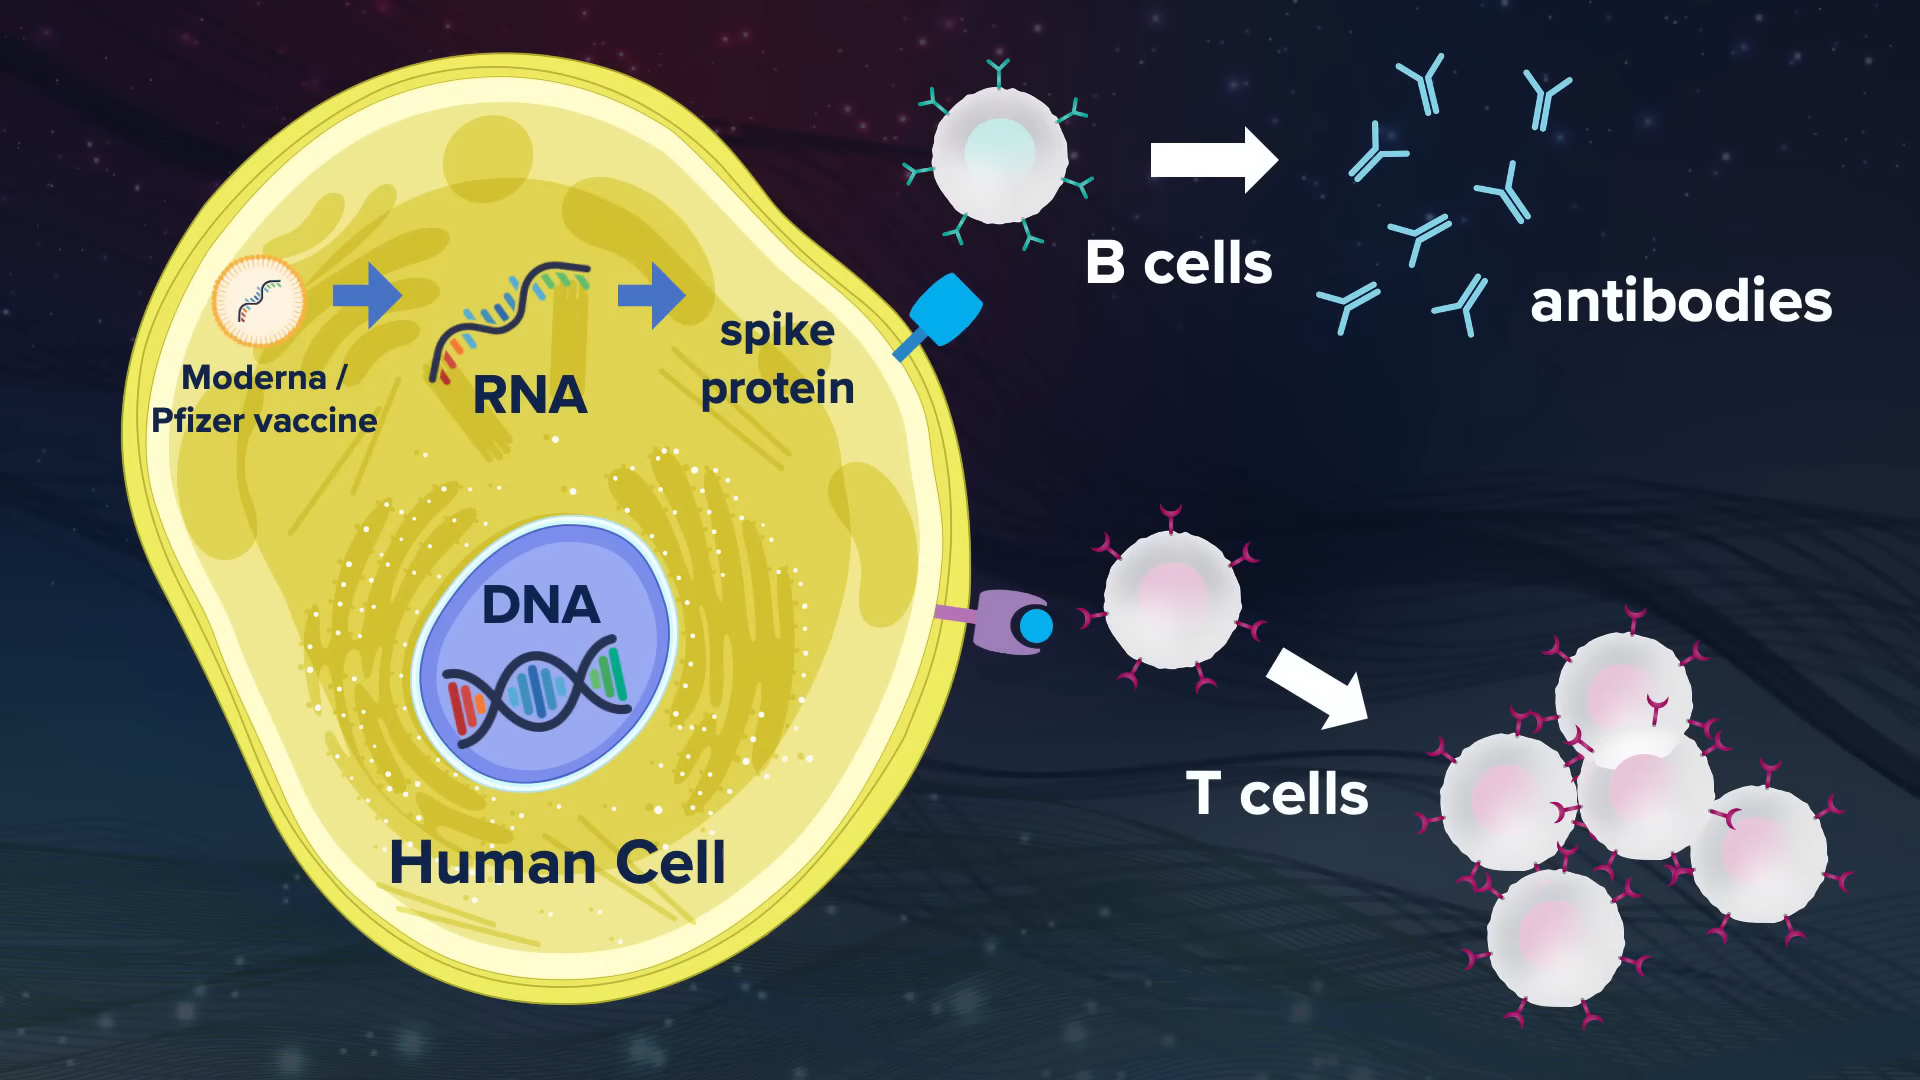 Moderna /
Pfizer vaccine
RNA
spike
protein
DNA
Human Cell
B cells
antibodies
T cells